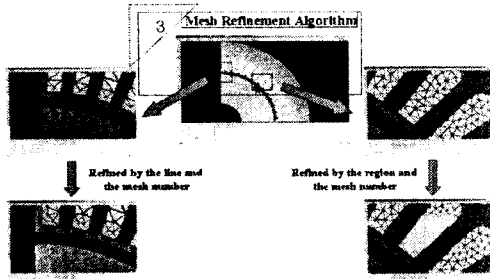 3. Mesh Refinement Algorithm
Refined by the line and
the mesh number
Refined by the region and
the mesh number